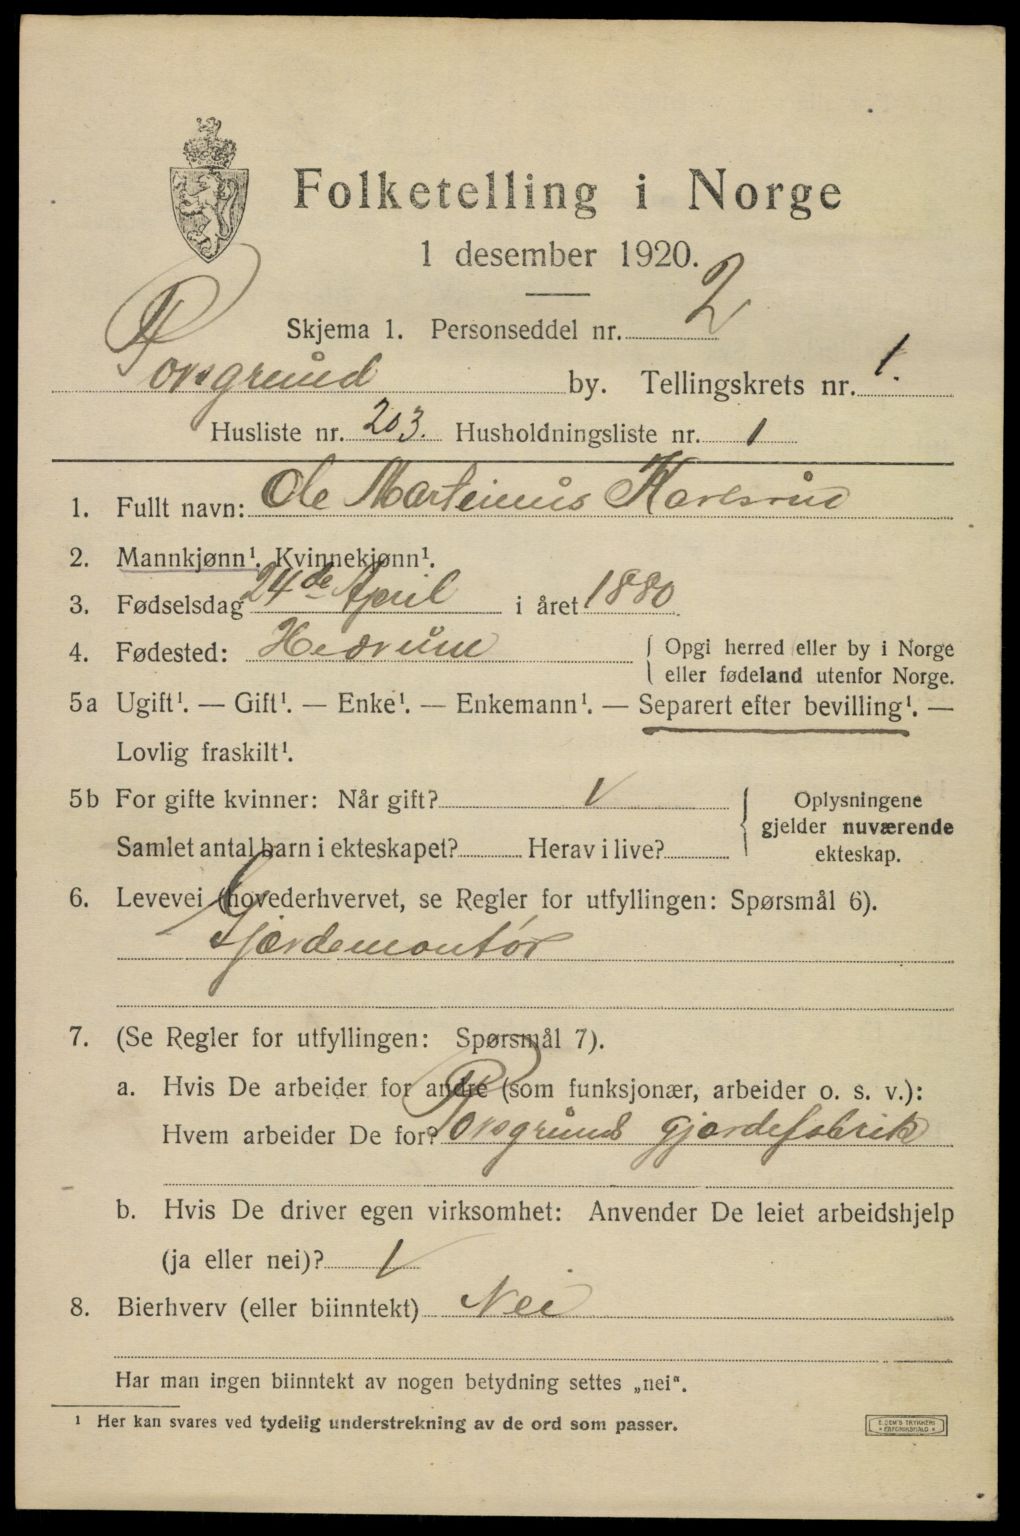 Folketelling i Norge
1 desember 1920.
Skjema 1. Personseddel nr. 2
Porsgrund by. Tellingskrets nr. 1.
Husliste nr. 203. Husholdningsliste nr. 1
1. Fullt navn: Ole Marteinius Karlsrud
2. Mannkjønn¹. Kvinnekjønn¹.
3. Fødselsdag 24de April i året 1880
4. Fødested: Hedrum { Opgi herred eller by i Norge
eller fødeland utenfor Norge.
5a Ugift¹. — Gift¹. — Enke¹. — Enkemann¹. — Separert efter bevilling¹. —
Lovlig fraskilt¹.
5b For gifte kvinner: Når gift? √ { Oplysningene
gjelder nuværende
Samlet antal barn i ekteskapet? Herav i live?
ekteskap.
6. Levevei (hovederhvervet, se Regler for utfyllingen: Spørsmål 6).
Gjærdemontør
7. (Se Regler for utfyllingen: Spørsmål 7).
a. Hvis De arbeider for andre (som funksjonær, arbeider o. s. v.):
Hvem arbeider De for? Porsgrund gjærdefabrik
b. Hvis De driver egen virksomhet: Anvender De leiet arbeidshjelp
(ja eller nei)? √
8. Bierhverv (eller biinntekt) Nei
Har man ingen biinntekt av nogen betydning settes „nei".
¹ Her kan svares ved tydelig understrekning av de ord som passer.